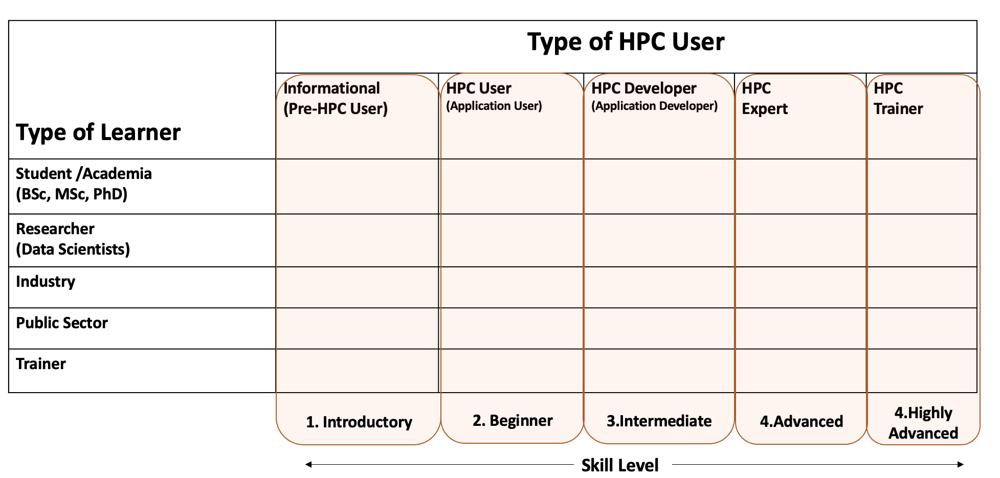 Type of HPC User
Type of Learner
Informational
(Pre-HPC User)
HPC User
(Application User)
HPC Developer
(Application Developer)
HPC
Expert
HPC
Trainer
Student /Academia
(BSc, MSc, PhD)
Researcher
(Data Scientists)
Industry
Public Sector
Trainer
1. Introductory
2. Beginner
3.Intermediate
4.Advanced
4.Highly
Advanced
Skill Level